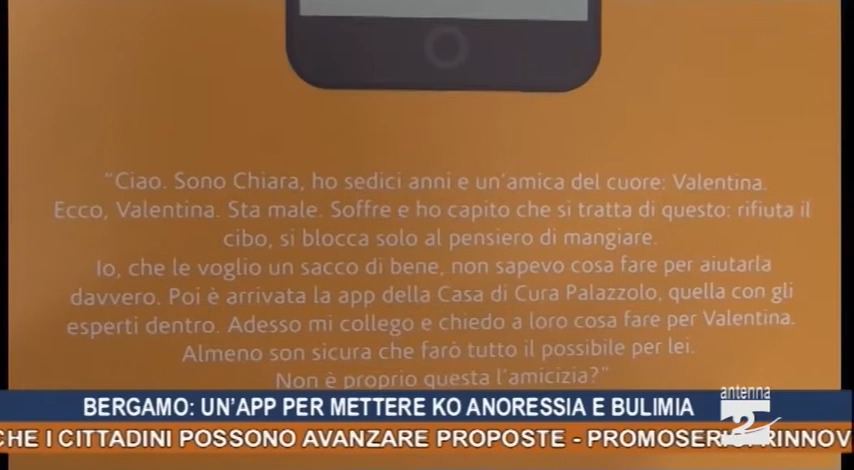 "Ciao. Sono Chiara, ho sedici anni e un'amica del cuore: Valentina.
Ecco, Valentina. Sta male. Soffre e ho capito che si tratta di questo: rifiuta il
cibo, si blocca solo al pensiero di mangiare.
Io, che le voglio un sacco di bene, non sapevo cosa fare per aiutarla
davvero. Poi è arrivata la app della Casa di Cura Palazzolo, quella con gli
esperti dentro. Adesso mi collego e chiedo a loro cosa fare per Valentina.
Almeno son sicura che farò tutto il possibile per lei.
Non è proprio questa l'amicizia?"
BERGAMO: UN'APP PER METTERE KO ANORESSIA E BULIMIA
antenna
2
CHE I CITTADINI POSSONO AVANZARE PROPOSTE -